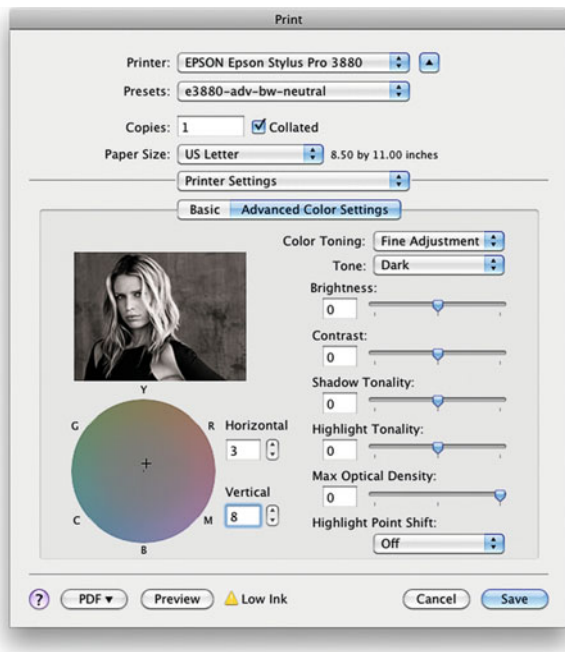 Print
Printer: EPSON Epson Stylus Pro 3880
Presets: e3880-adv-bw-neutral
Copies: 1 Collated
Paper Size: US Letter 8.50 by 11.00 inches
Printer Settings
Basic Advanced Color Settings
Color Toning: Fine Adjustment
Tone: Dark
Brightness:
0
Contrast:
0
Shadow Tonality:
0
Highlight Tonality:
0
Max Optical Density:
0
Highlight Point Shift:
Off
Y
G R
C M
B
Horizontal
3
Vertical
8
? PDF Preview Low Ink Cancel Save